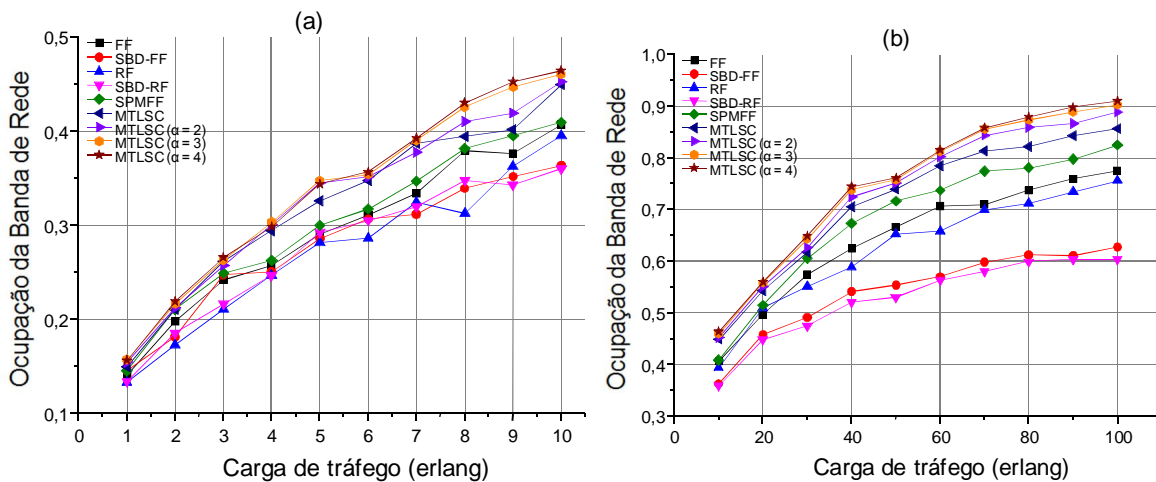 (a)
Ocupação da Banda de Rede
0,5
0,4
0,3
0,2
0,1
FF
SBD-FF
RF
SBD-RF
SPMFF
MTLSC
MTLSC (α = 2)
MTLSC (α = 3)
MTLSC (α = 4)
0 1 2 3 4 5 6 7 8 9 10
Carga de tráfego (erlang)
(b)
Ocupação da Banda de Rede
1,0
0,9
0,8
0,7
0,6
0,5
0,4
0,3
FF
SBD-FF
RF
SBD-RF
SPMFF
MTLSC
MTLSC (α = 2)
MTLSC (α = 3)
MTLSC (α = 4)
0 20 40 60 80 100
Carga de tráfego (erlang)